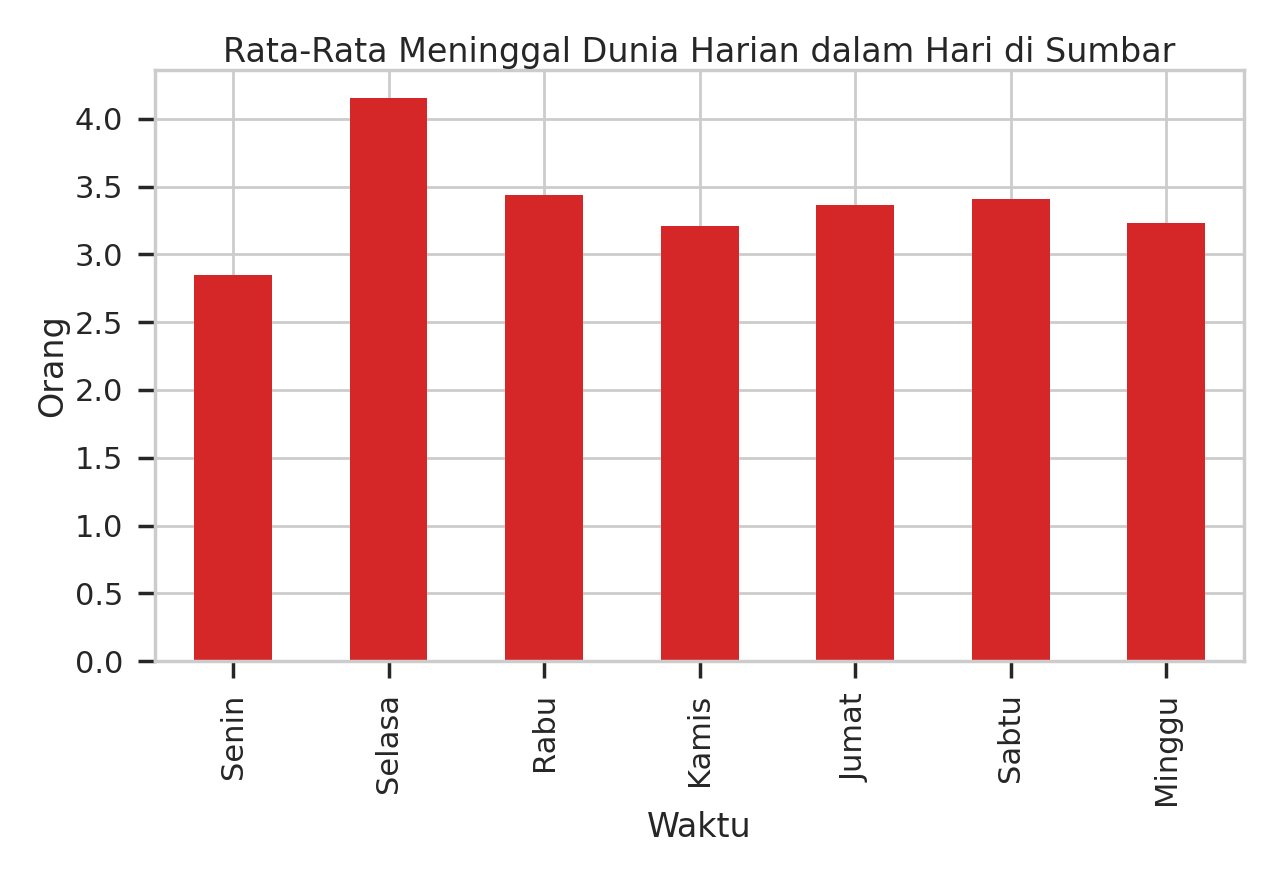 Rata-Rata Meninggal Dunia Harian dalam Hari di Sumbar
Orang
4.0
3.5
3.0
2.5
2.0
1.5
1.0
0.5
0.0
Senin
Selasa
Rabu
Kamis
Jumat
Sabtu
Minggu
Waktu